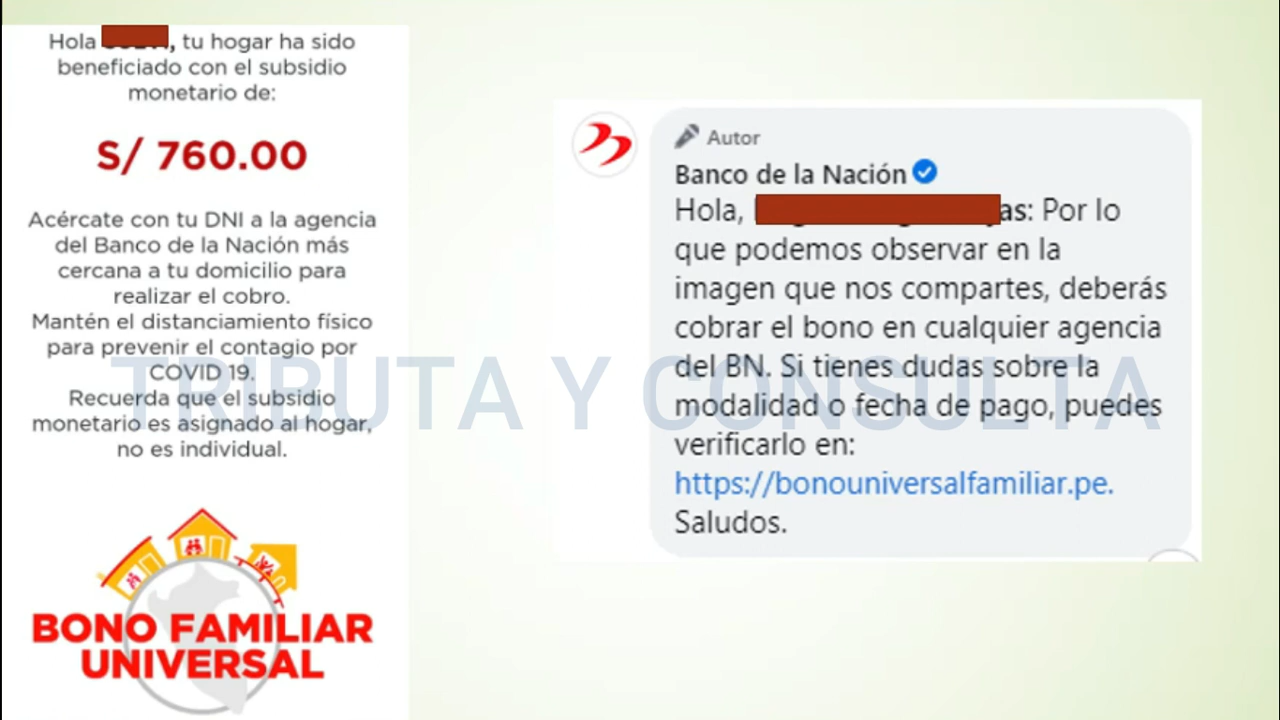 Hola
, tu hogar ha sido
beneficiado con el subsidio
monetario de:
S/ 760.00
Acércate con tu DNI a la agencia
del Banco de la Nación más
cercana a tu domicilio para
realizar el cobro.
Mantén el distanciamiento físico
para prevenir el contagio por
COVID 19.
Recuerda que el subsidio
monetario es asignado al hogar,
no es individual.
BONO FAMILIAR
UNIVERSAL
Autor
Banco de la Nación
Hola, as: Por lo
que podemos observar en la
imagen que nos compartes, deberás
cobrar el bono en cualquier agencia
del BN. Si tienes dudas sobre la
modalidad o fecha de pago, puedes
verificarlo en:
https://bonouniversalfamiliar.pe.
Saludos.
TRIBUTA Y CONSULTA